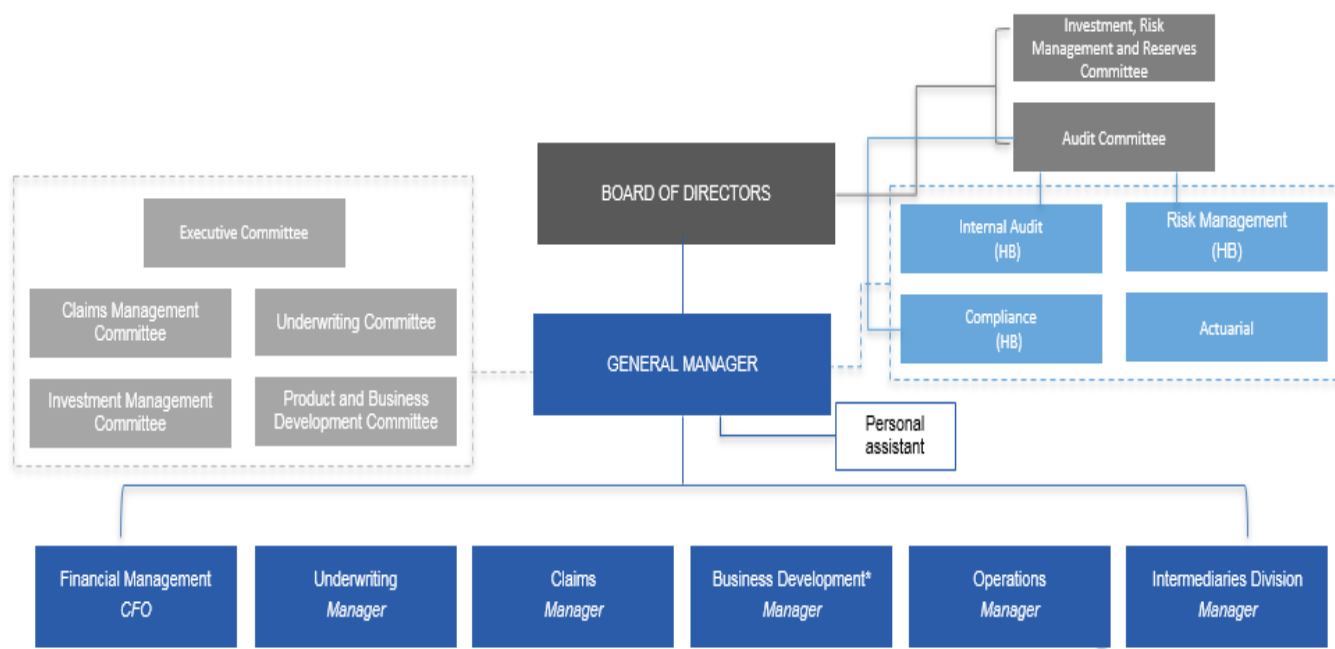 Investment, Risk
Management and Reserves
Committee
Audit Committee
BOARD OF DIRECTORS
Executive Committee
Internal Audit
(HB)
Risk Management
(HB)
Claims Management
Committee
Underwriting Committee
Compliance
(HB)
Actuarial
GENERAL MANAGER
Investment Management
Committee
Product and Business
Development Committee
Personal
assistant
Financial Management
CFO
Underwriting
Manager
Claims
Manager
Business Development*
Manager
Operations
Manager
Intermediaries Division
Manager